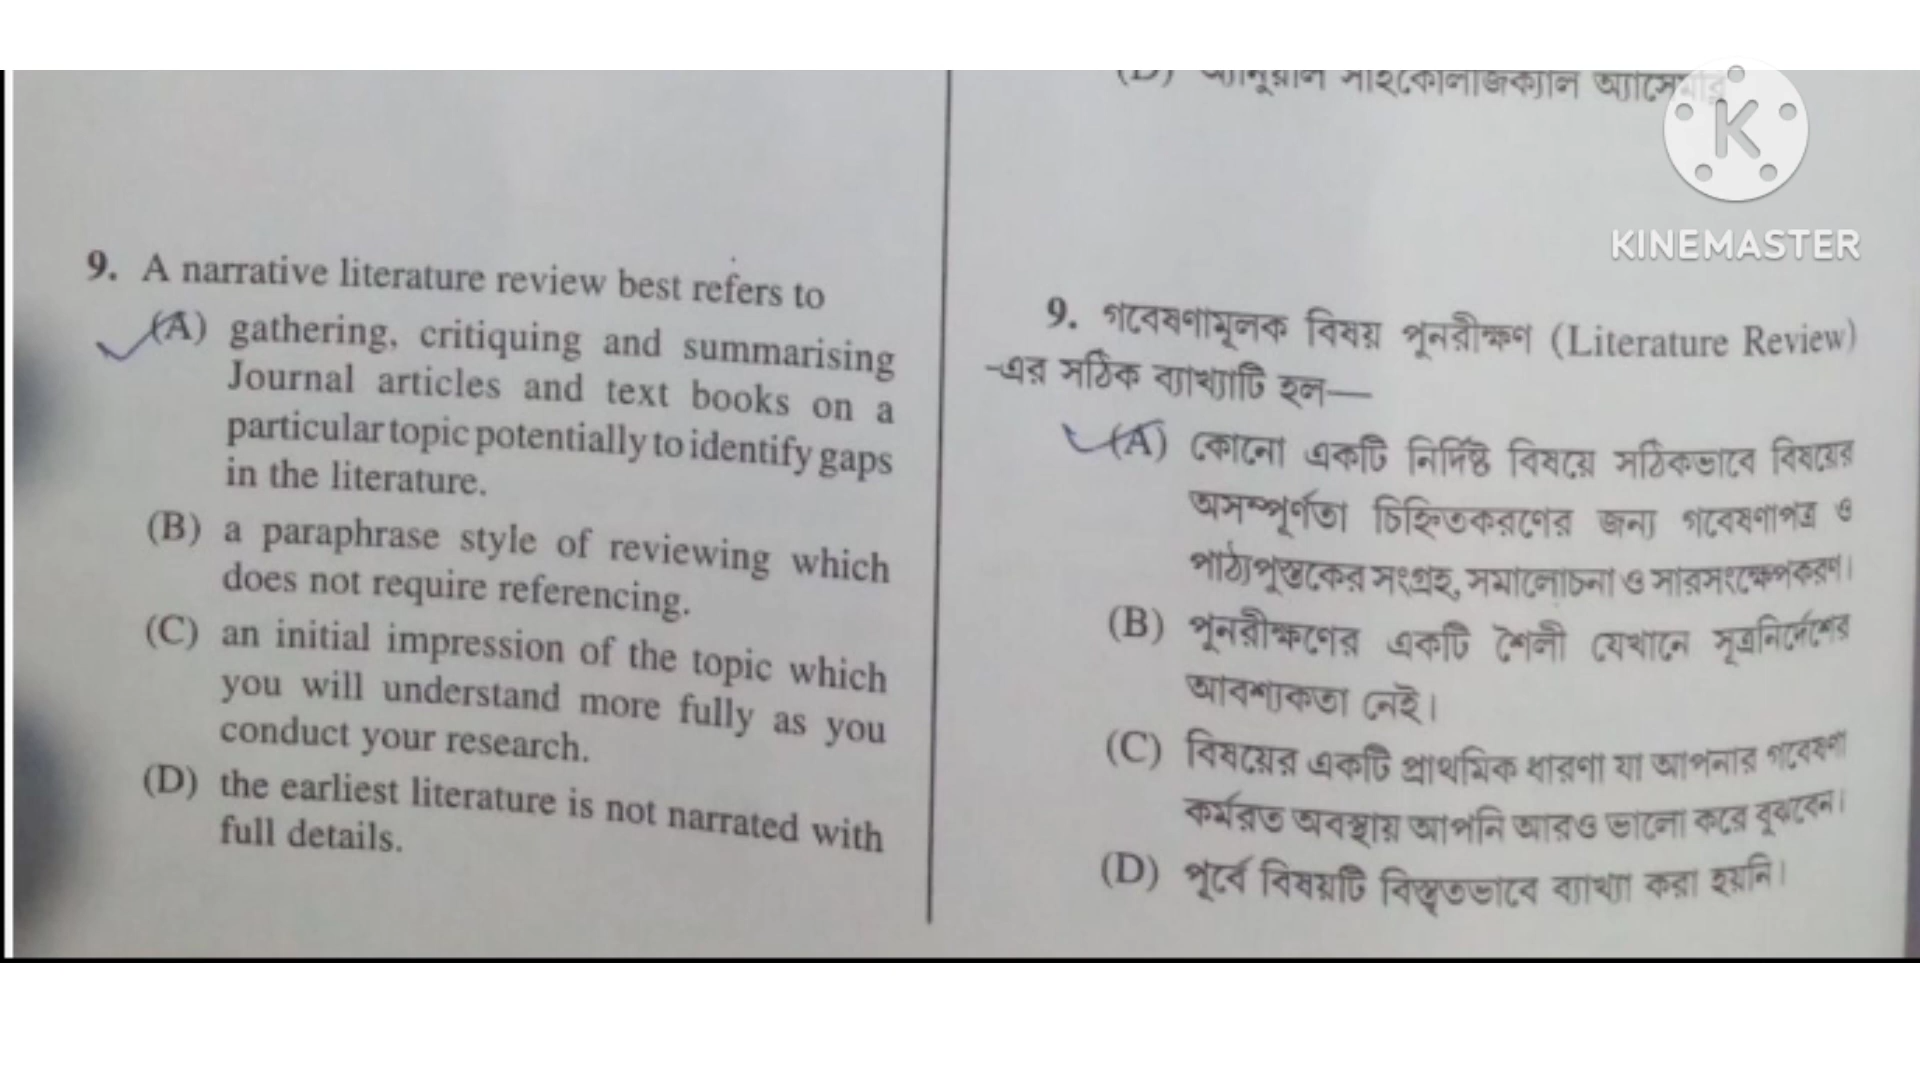 9. A narrative literature review best refers to
(A) gathering, critiquing and summarising
Journal articles and text books on a
particular topic potentially to identify gaps
in the literature.
(B) a paraphrase style of reviewing which
does not require referencing.
(C) an initial impression of the topic which
you will understand more fully as you
conduct your research.
(D) the earliest literature is not narrated with
full details.
(D) অ্যানুয়াল সাইকোলজিক্যাল
K
KINEMASTER
9. গবেষণামূলক বিষয় পুনরীক্ষণ (Literature Review)
-এর সঠিক ব্যাখ্যাটি হল—
(A) কোনো একটি নির্দিষ্ট বিষয়ে সঠিকভাবে বিষয়ের
অসম্পূর্ণতা চিহ্নিতকরণের জন্য গবেষণাপত্র ও
পাঠ্যপুস্তকের সংগ্রহ, সমালোচনা ও সারসংক্ষেপকরণ।
(B) পুনরীক্ষণের একটি শৈলী যেখানে সূত্রনির্দেশের
আবশ্যকতা নেই।
(C) বিষয়ের একটি প্রাথমিক ধারণা যা আপনার গবেষণা
কর্মরত অবস্থায় আপনি আরও ভালো করে বুঝবেন।
(D) পূর্বে বিষয়টি বিস্তৃতভাবে ব্যাখ্যা করা হয়নি।